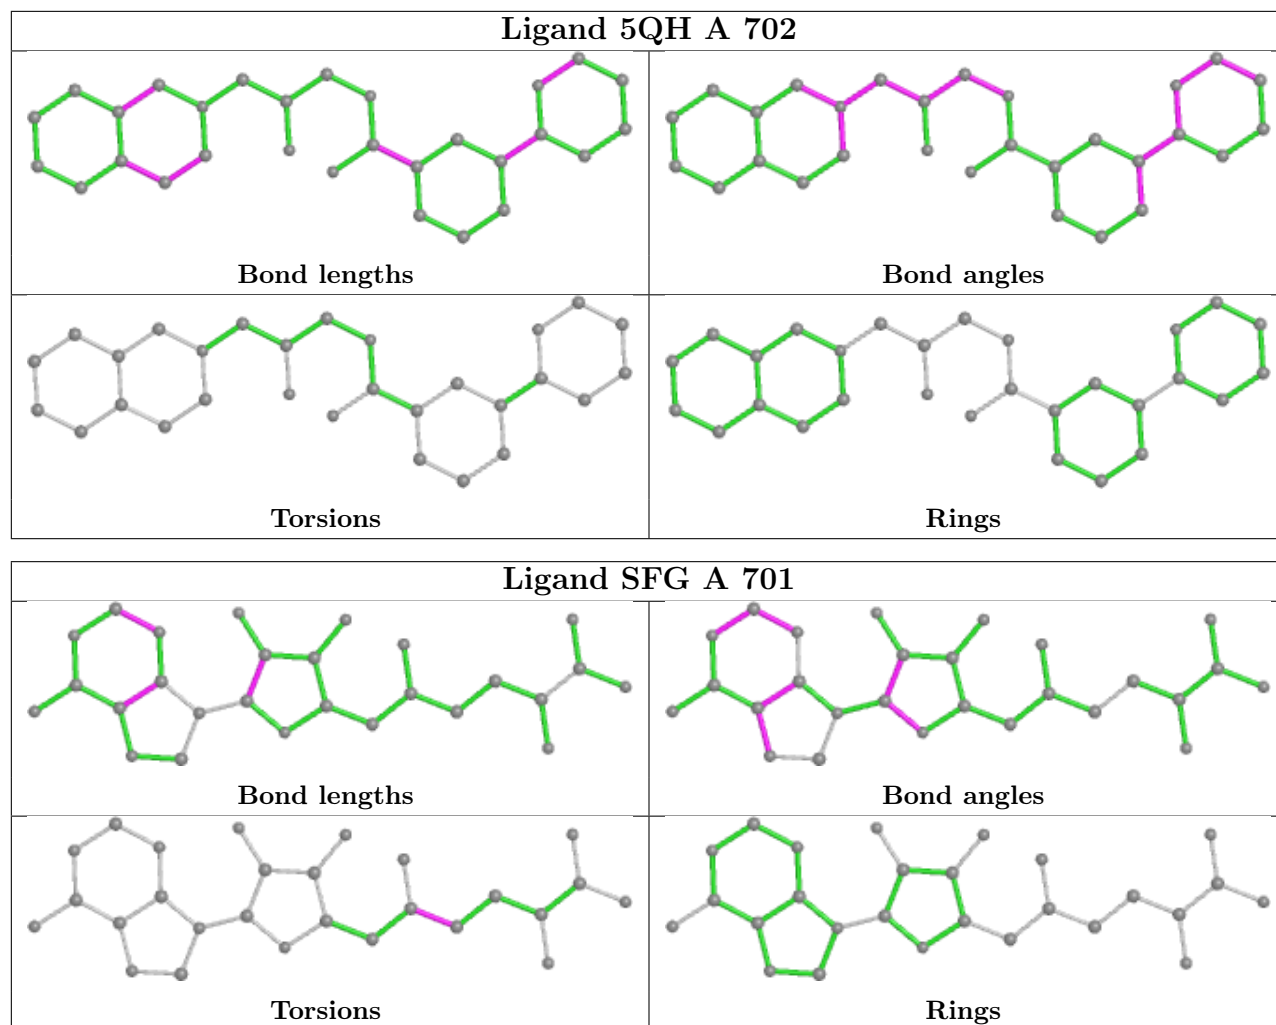 Ligand 5QH A 702
Bond lengths
Bond angles
Torsions
Rings
Ligand SFG A 701
Bond lengths
Bond angles
Torsions
Rings